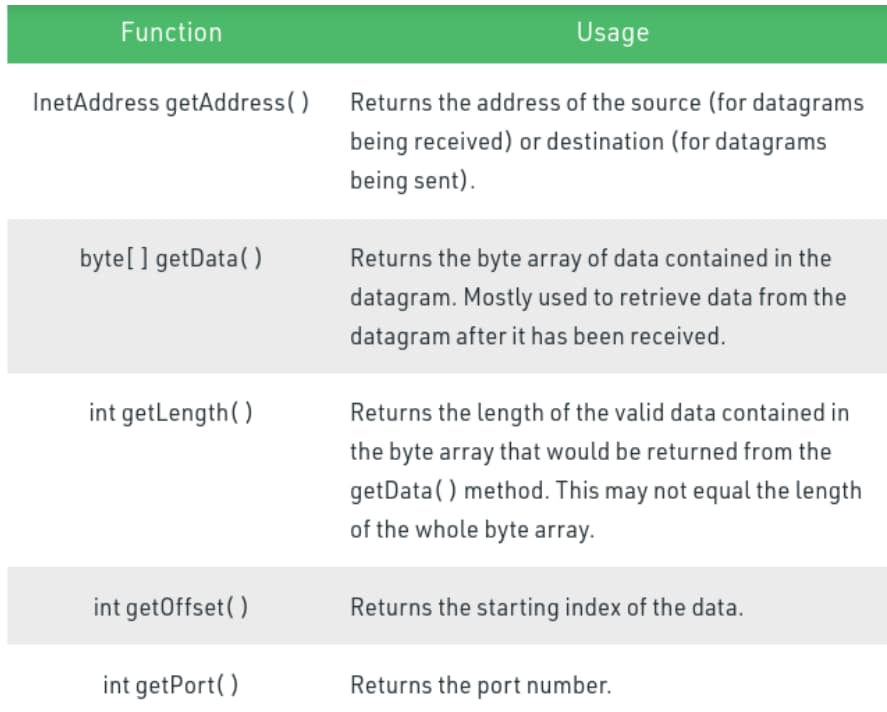 Function Usage
InetAddress getAddress( ) Returns the address of the source (for datagrams
being received) or destination (for datagrams
being sent).
byte[ ] getData( ) Returns the byte array of data contained in the
datagram. Mostly used to retrieve data from the
datagram after it has been received.
int getLength( ) Returns the length of the valid data contained in
the byte array that would be returned from the
getData( ) method. This may not equal the length
of the whole byte array.
int getOffset( ) Returns the starting index of the data.
int getPort( ) Returns the port number.